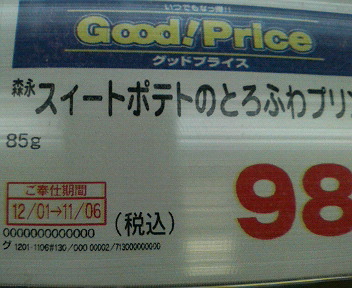 いつでもなっ得!!
Good!Price
グッドプライス
森永 スイートポテトのとろふわプリン
85g
ご奉仕期間
12/01→11/06
(税込)
98
0000000000000
グ 1201-1106#130/000 00002/713000000000